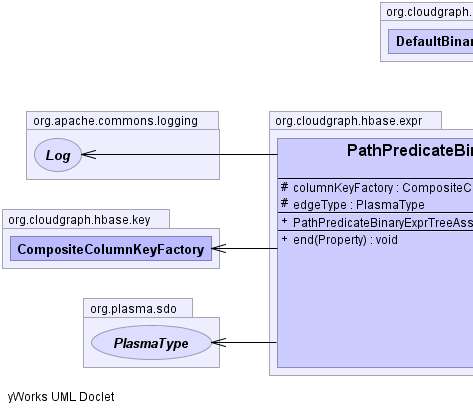 org.cloudgraph.
DefaultBinar
org.apache.commons.logging
Log
org.cloudgraph.hbase.expr
PathPredicateBin
# columnKeyFactory : CompositeC
# edgeType : PlasmaType
+ PathPredicateBinaryExprTreeAss
+ end(Property) : void
org.cloudgraph.hbase.key
CompositeColumnKeyFactory
org.plasma.sdo
PlasmaType
yWorks UML Doclet